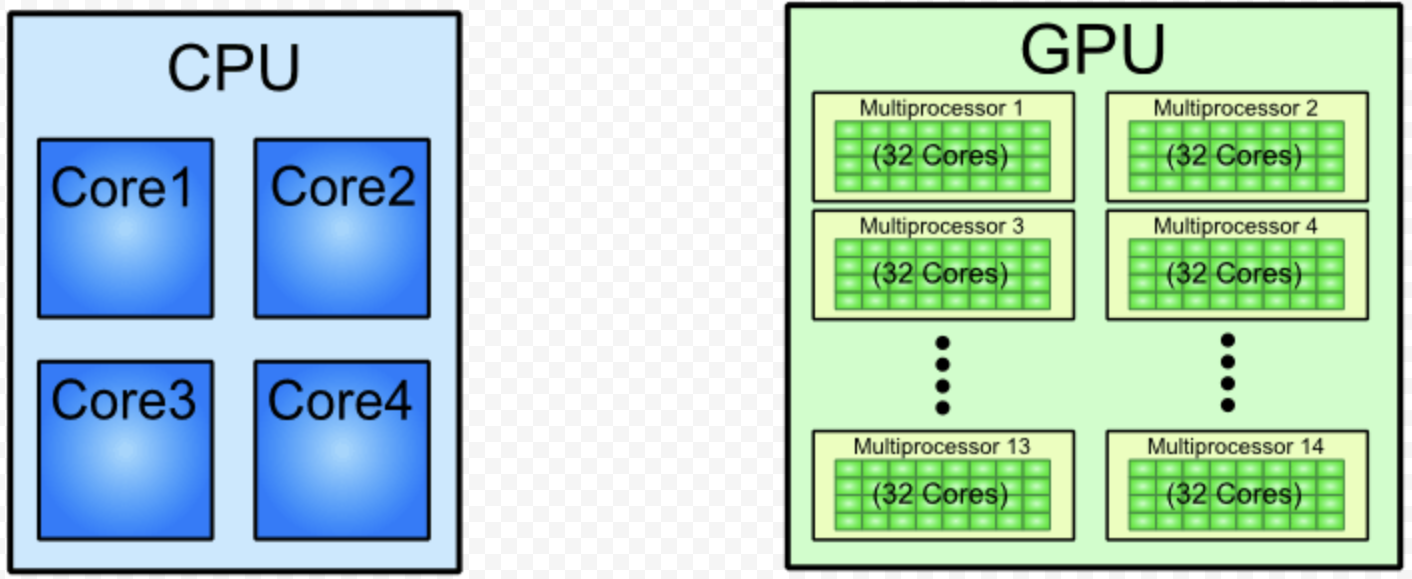 CPU
Core1
Core2
Core3
Core4
GPU
Multiprocessor 1
(32 Cores)
Multiprocessor 2
(32 Cores)
Multiprocessor 3
(32 Cores)
Multiprocessor 4
(32 Cores)
Multiprocessor 13
(32 Cores)
Multiprocessor 14
(32 Cores)